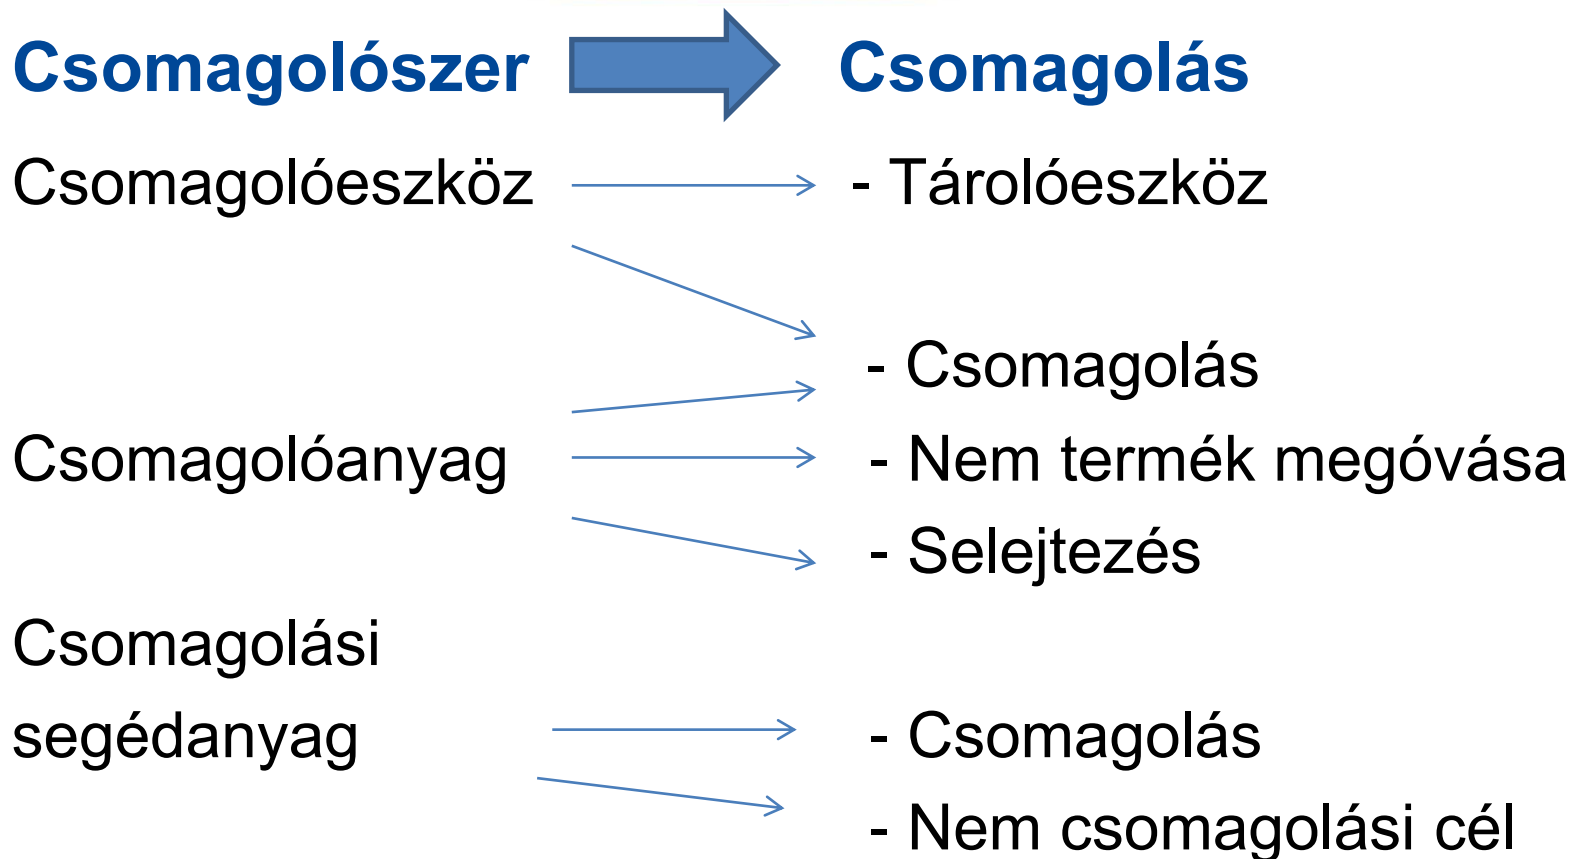 Csomagolószer Csomagolás
Csomagolóeszköz - Tárolóeszköz
- Csomagolás
Csomagolóanyag - Nem termék megóvása
- Selejtezés
Csomagolási
segédanyag - Csomagolás
- Nem csomagolási cél